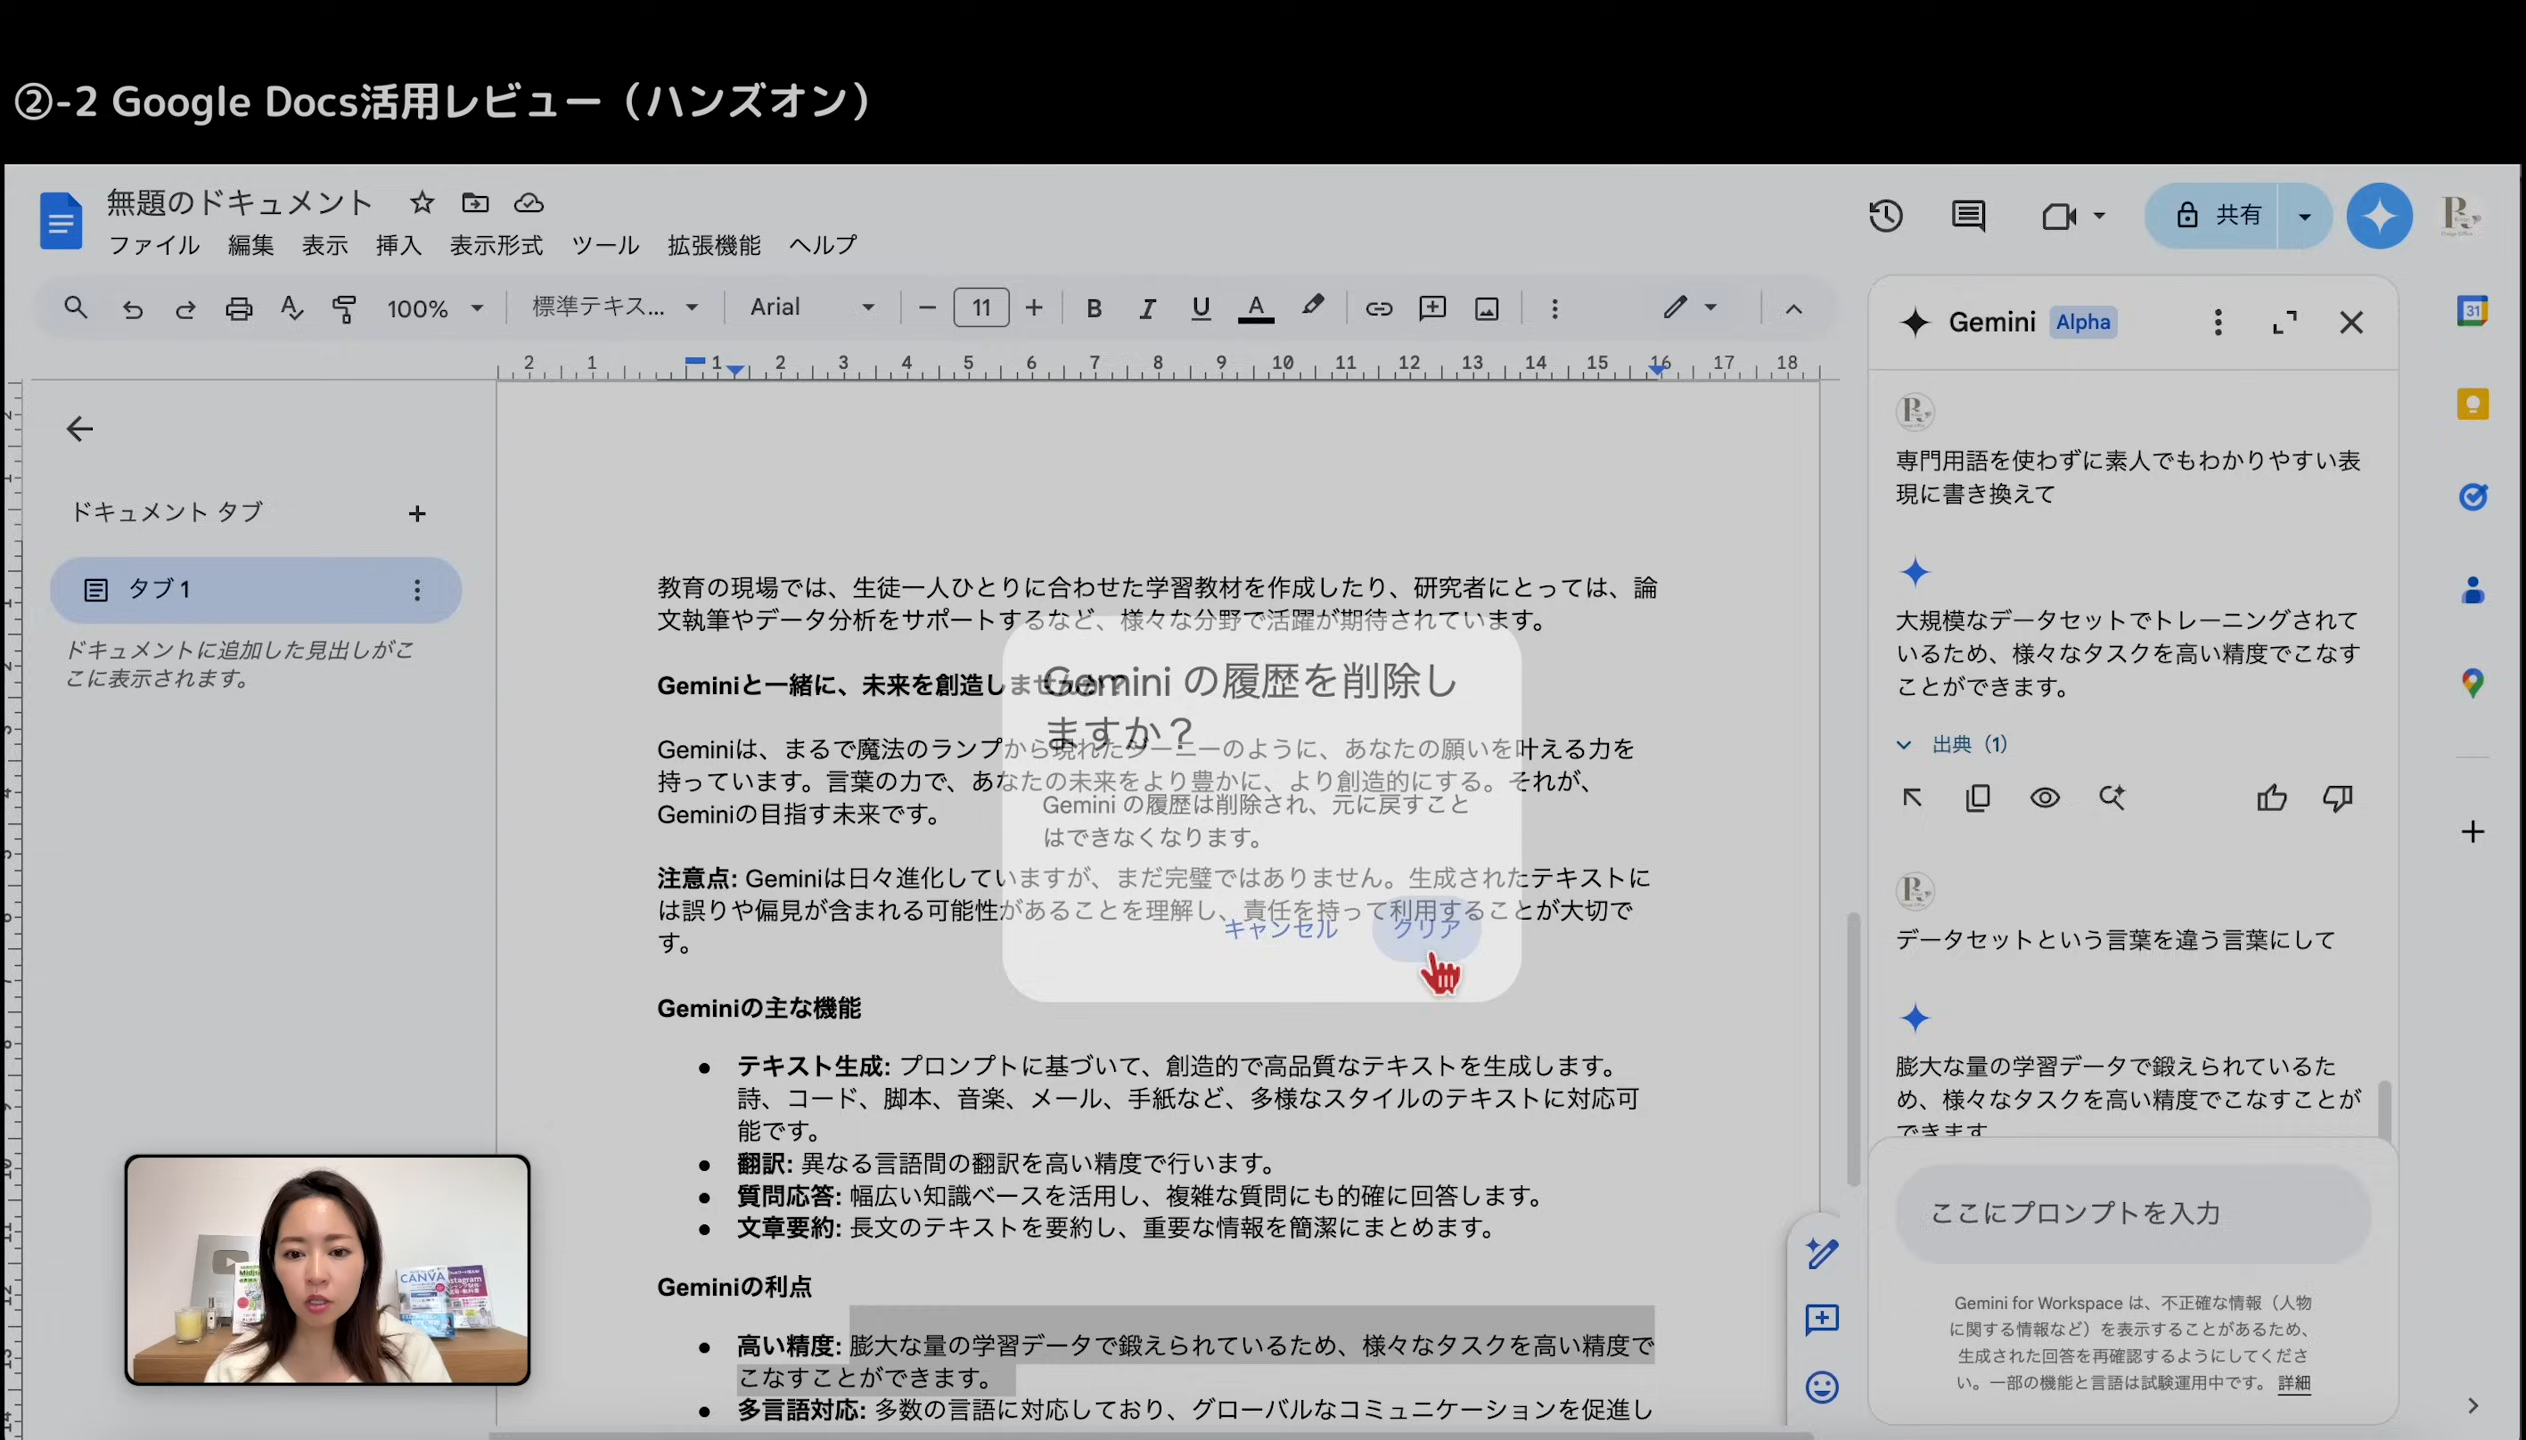 ②-2 Google Docs活用レビュー（ハンズオン）
無題のドキュメント
ファイル 編集 表示 挿入 表示形式 ツール 拡張機能 ヘルプ
共有
100% 標準テキス... Arial 11
2 1 1 2 3 4 5 6 7 8 9 10 11 12 13 14 15 16 17 18
ドキュメント タブ
タブ 1
ドキュメントに追加した見出しがこ
こに表示されます。
教育の現場では、生徒一人ひとりに合わせた学習教材を作成したり、研究者にとっては、論
文執筆やデータ分析をサポートするなど、様々な分野で活躍が期待されています。
Geminiと一緒に、未来を創造しませんか？
Geminiは、まるで魔法のランプから現れたジーニーのように、あなたの願いを叶える力を
持っています。言葉の力で、あなたの未来をより豊かに、より創造的にする。それが、
Geminiの目指す未来です。
注意点: Geminiは日々進化していますが、まだ完璧ではありません。生成されたテキストに
は誤りや偏見が含まれる可能性があることを理解し、責任を持って利用することが大切で
す。
Geminiの主な機能
テキスト生成: プロンプトに基づいて、創造的で高品質なテキストを生成します。
詩、コード、脚本、音楽、メール、手紙など、多様なスタイルのテキストに対応可
能です。
翻訳: 異なる言語間の翻訳を高い精度で行います。
質問応答: 幅広い知識ベースを活用し、複雑な質問にも的確に回答します。
文章要約: 長文のテキストを要約し、重要な情報を簡潔にまとめます。
Geminiの利点
高い精度: 膨大な量の学習データで鍛えられているため、様々なタスクを高い精度で
こなすことができます。
多言語対応: 多数の言語に対応しており、グローバルなコミュニケーションを促進し
Gemini の履歴を削除し
ますか？
Gemini の履歴は削除され、元に戻すこと
はできなくなります。
キャンセル クリア
Gemini Alpha
専門用語を使わずに素人でもわかりやすい表
現に書き換えて
大規模なデータセットでトレーニングされて
いるため、様々なタスクを高い精度でこなす
ことができます。
出典（1）
データセットという言葉を違う言葉にして
膨大な量の学習データで鍛えられているた
め、様々なタスクを高い精度でこなすことが
できます
ここにプロンプトを入力
Gemini for Workspace は、不正確な情報（人物
に関する情報など）を表示することがあるため、
生成された回答を再確認するようにしてくださ
い。一部の機能と言語は試験運用中です。 詳細
31
CANVA